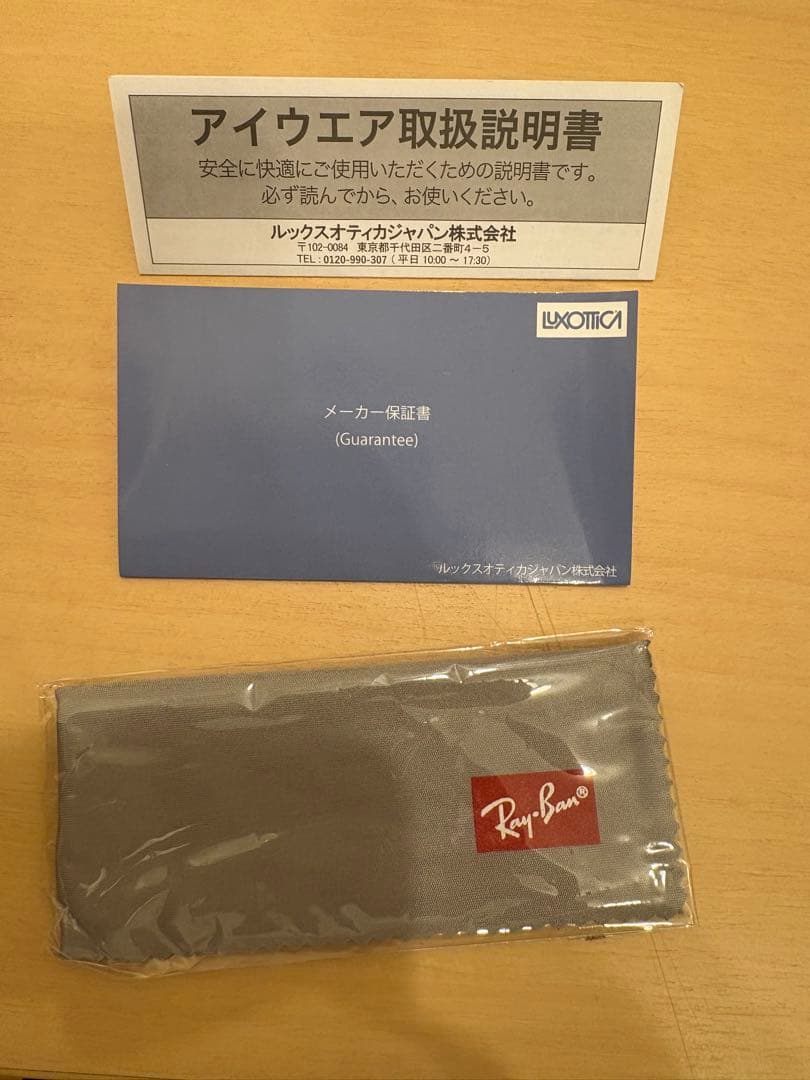 アイウエア取扱説明書
安全に快適にご使用いただくための説明書です。
必ず読んでから、お使いください。
ルックスオティカジャパン株式会社
〒102-0084 東京都千代田区二番町4-5
TEL : 0120-990-307 ( 平日 10:00 ~ 17:30)
LUXOTTICA
メーカー保証書
(Guarantee)
ルックスオティカジャパン株式会社
Ray-Ban®